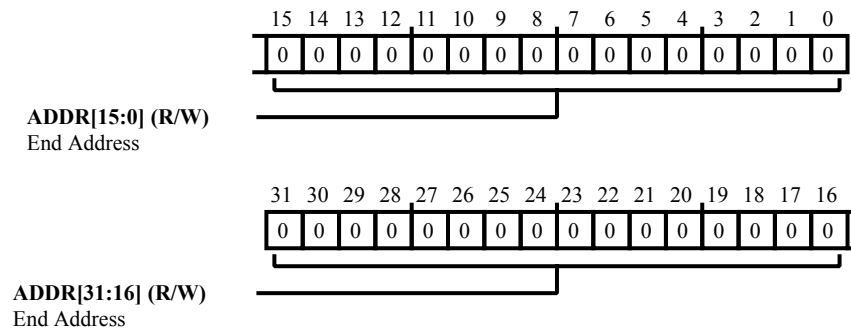 15 14 13 12 11 10 9 8 7 6 5 4 3 2 1 0
0 0 0 0 0 0 0 0 0 0 0 0 0 0 0 0
ADDR[15:0] (R/W)
End Address
31 30 29 28 27 26 25 24 23 22 21 20 19 18 17 16
0 0 0 0 0 0 0 0 0 0 0 0 0 0 0 0
ADDR[31:16] (R/W)
End Address